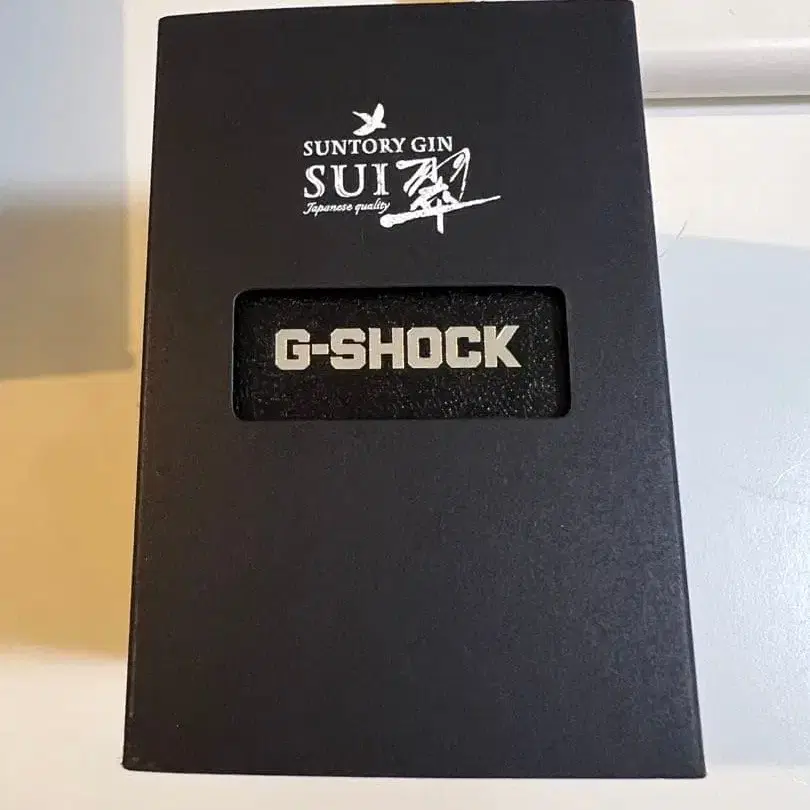 SUNTORY GIN
SUI 翠
Japanese quality
G-SHOCK